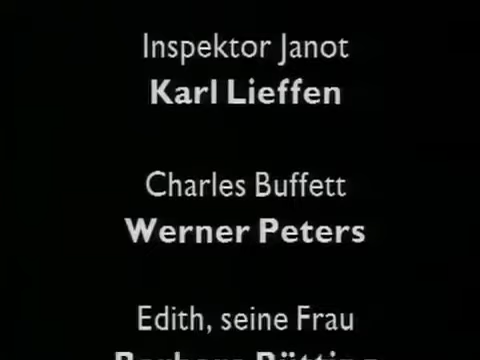 Inspektor Janot
Karl Lieffen
Charles Buffett
Werner Peters
Edith, seine Frau